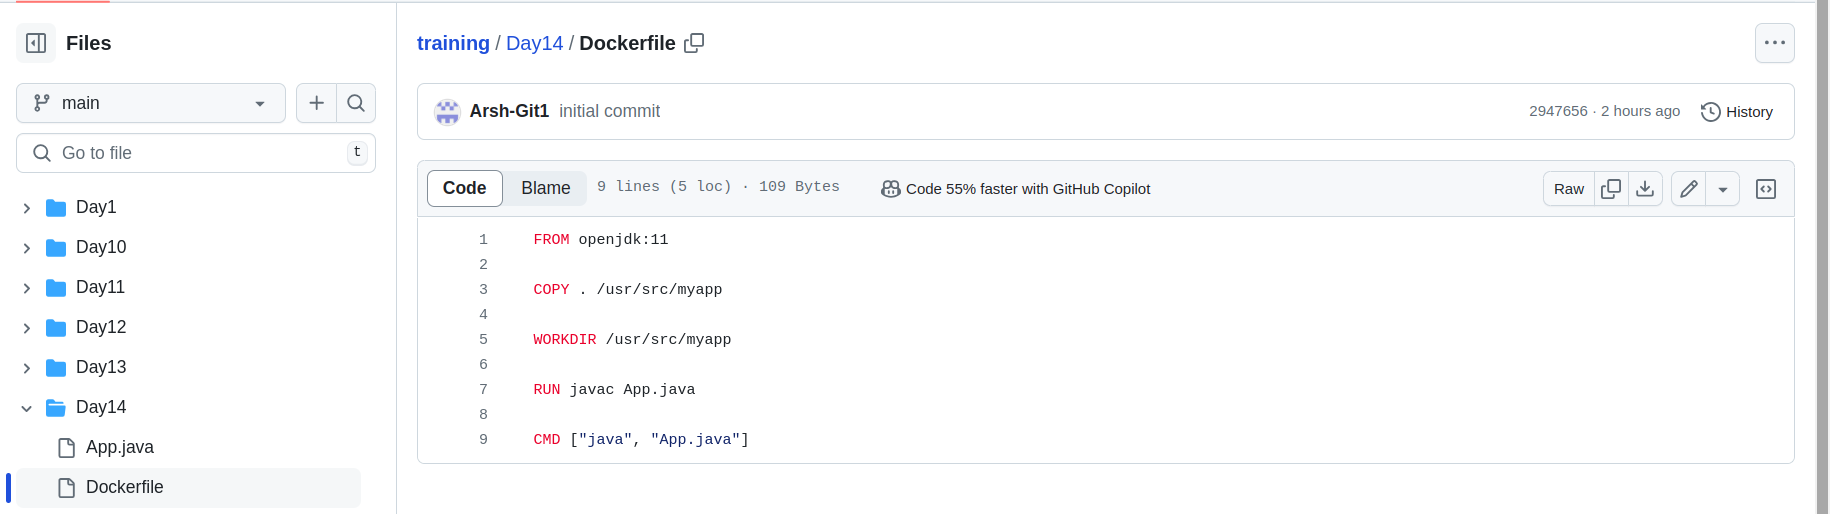 Files
main
Go to file
t
Day1
Day10
Day11
Day12
Day13
Day14
App.java
Dockerfile
training / Day14 / Dockerfile
Arsh-Git1 initial commit
2947656 · 2 hours ago
History
Code Blame 9 lines (5 loc) · 109 Bytes
Code 55% faster with GitHub Copilot
Raw
1 FROM openjdk:11
2
3 COPY . /usr/src/myapp
4
5 WORKDIR /usr/src/myapp
6
7 RUN javac App.java
8
9 CMD ["java", "App.java"]